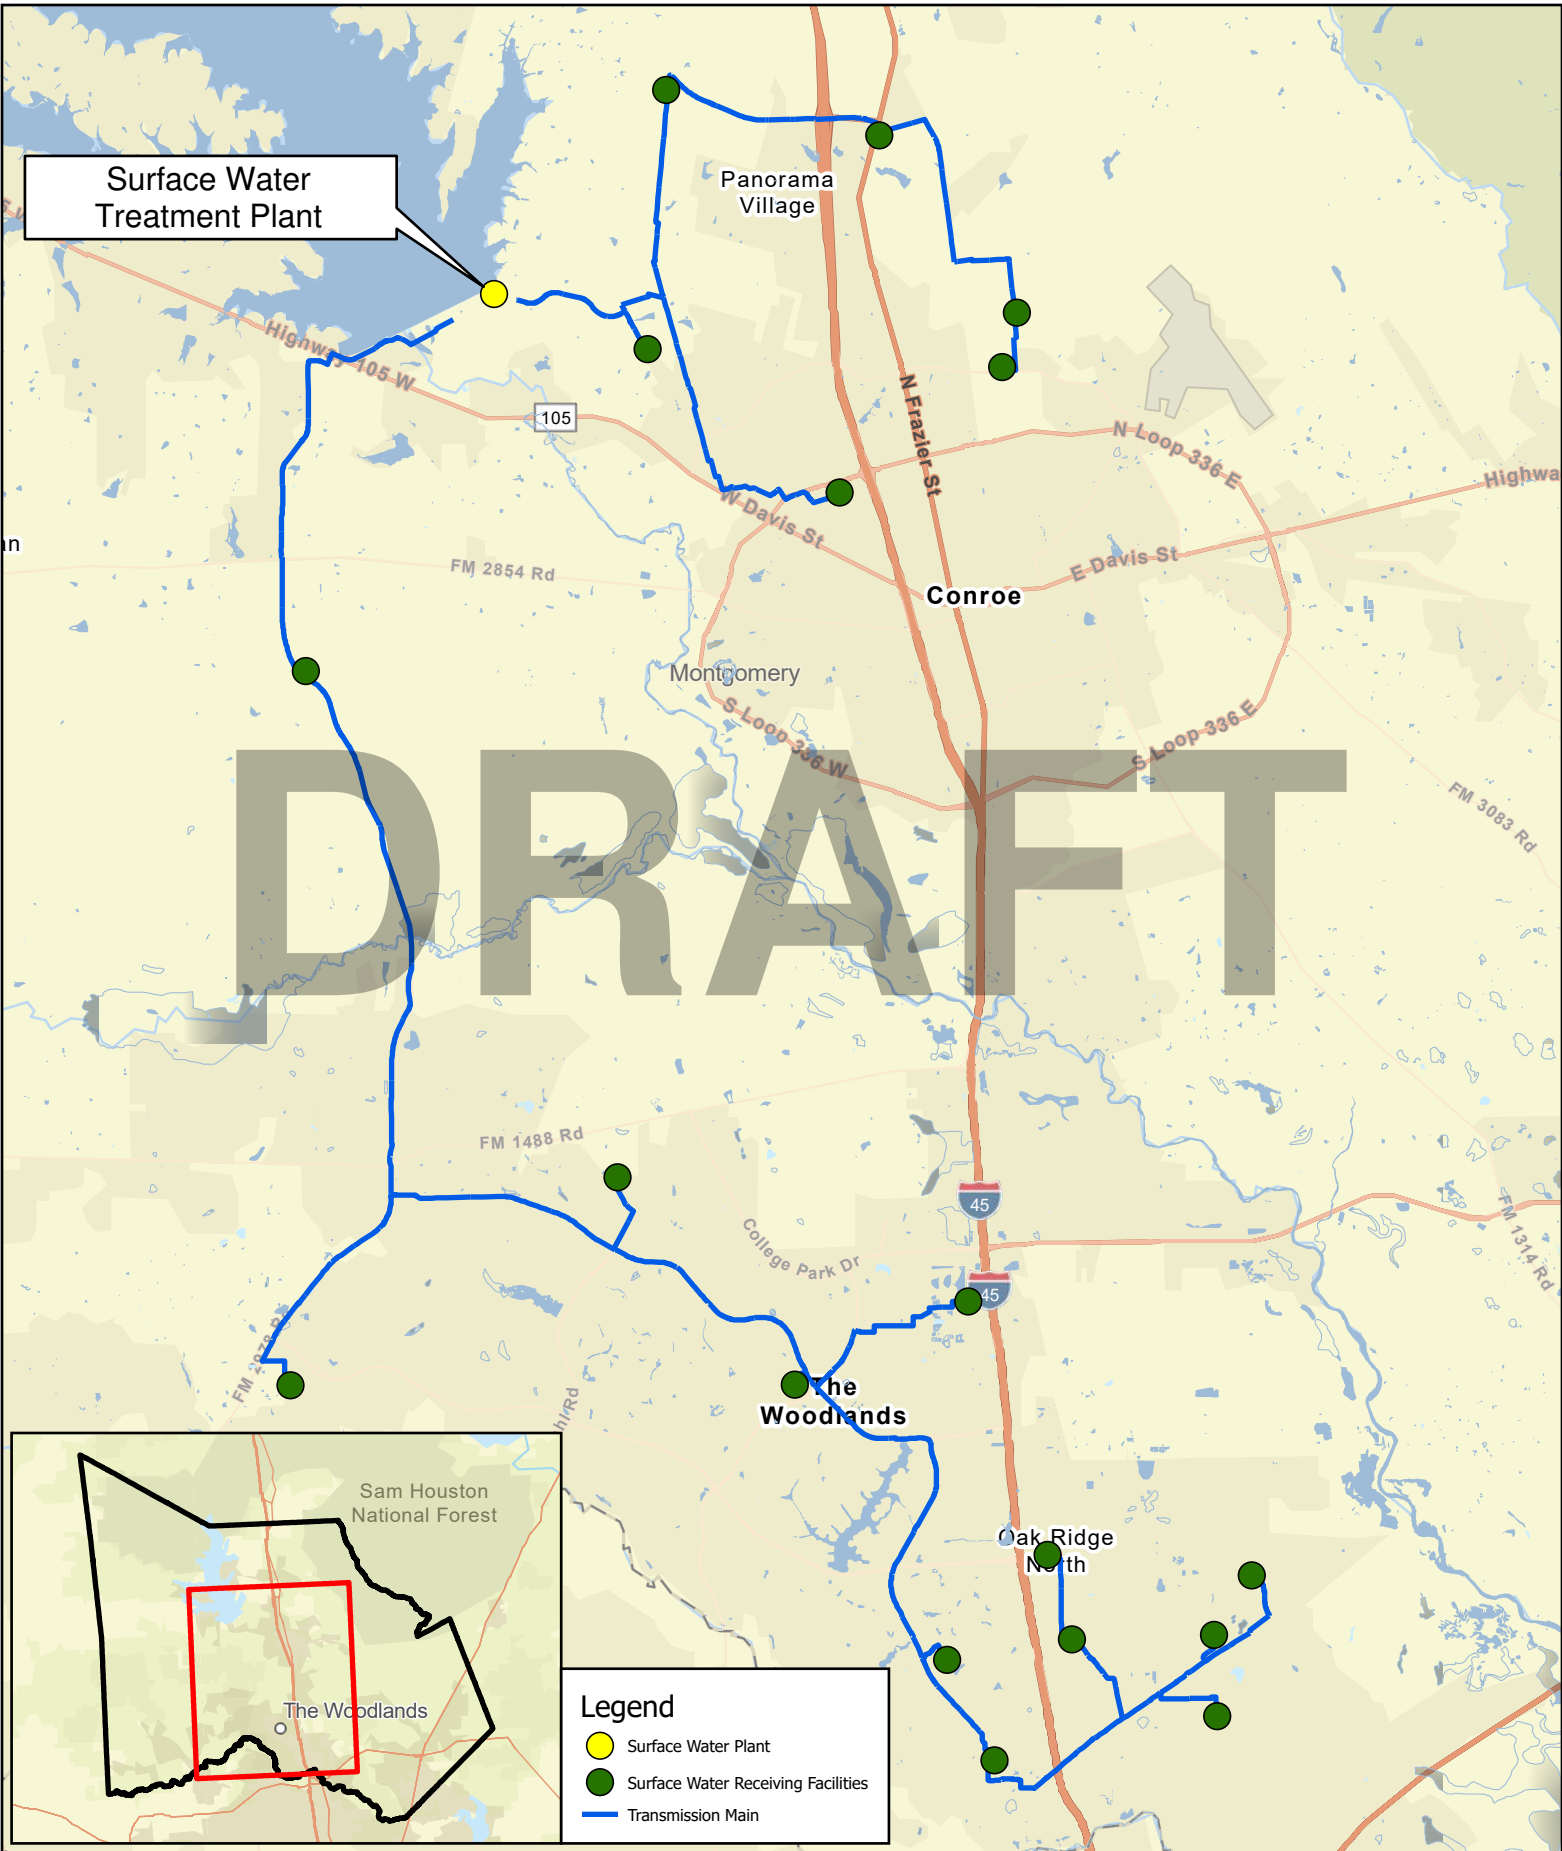 Surface Water
Treatment Plant
Panorama
Village
Highway 105 W
105
N Frazier St
N Loop 336 E
W Davis St
FM 2854 Rd
E Davis St
Conroe
Montgomery
S Loop 336 W
S Loop 336 E
FM 3083 Rd
DRAFT
FM 1488 Rd
45
College Park Dr
FM 1314 Rd
45
FM 2978 Rd
The
Woodlands
Oak Ridge
North
Sam Houston
National Forest
The Woodlands
Legend
Surface Water Plant
Surface Water Receiving Facilities
Transmission Main